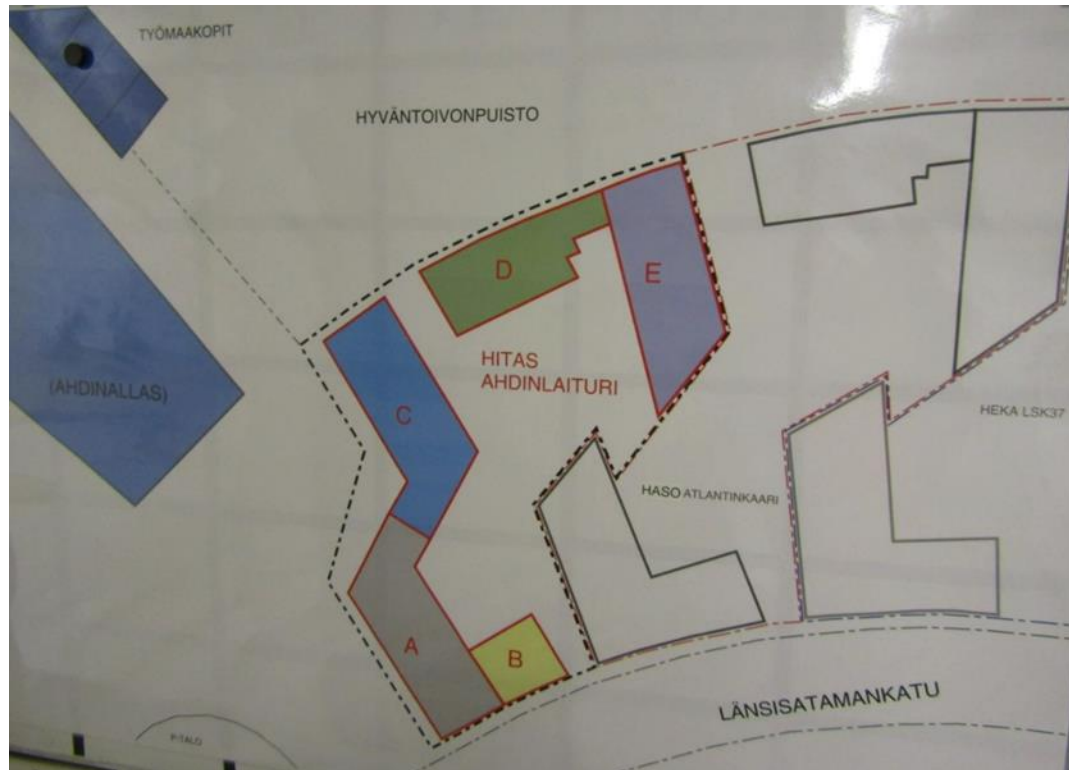 TYÖMAAKOPIT
HYVÄNTOIVONPUISTO
D
E
HITAS
AHDINLAITURI
(AHDINALLAS)
C
HEKA LSK37
HASO ATLANTINKAARI
A
B
LÄNSISATAMANKATU
P-TALO